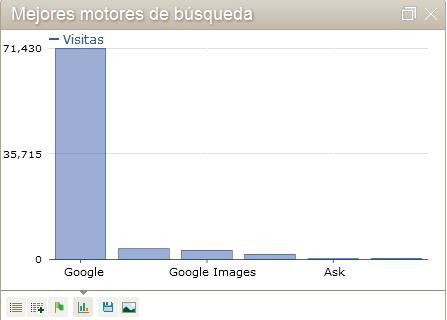 Mejores motores de búsqueda
Visitas
71,430
35,715
0
Google
Google Images
Ask